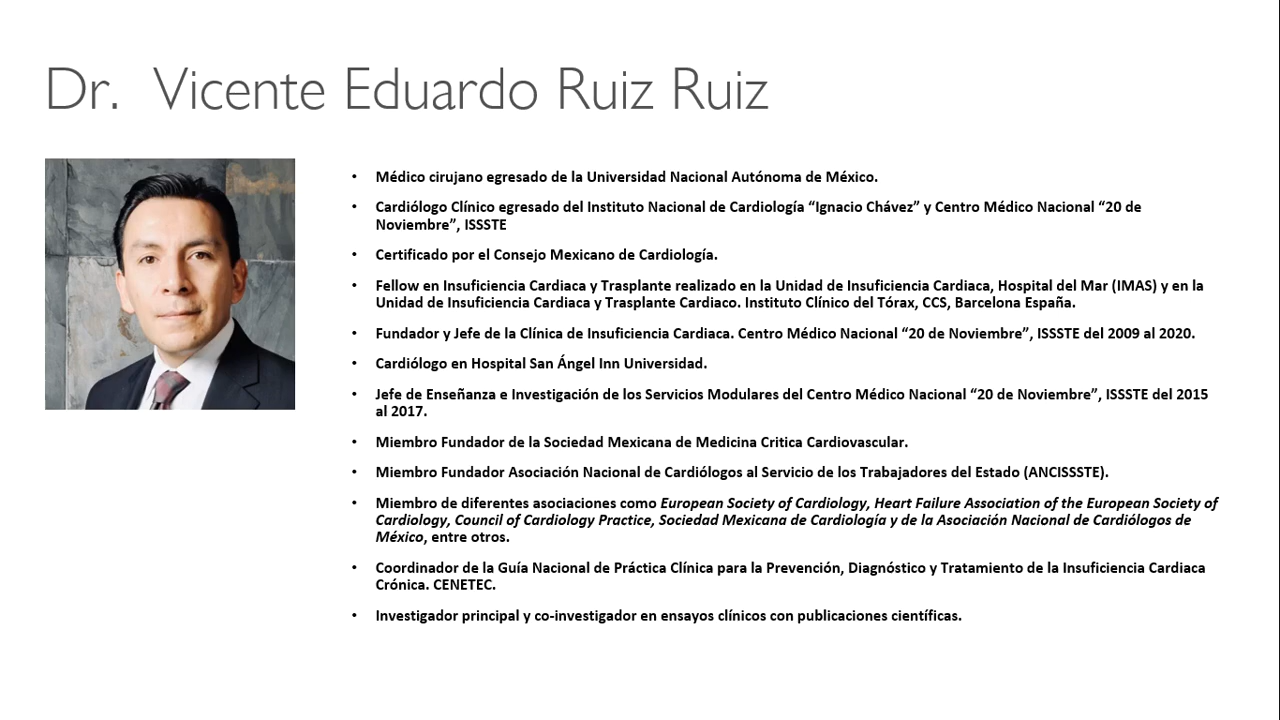 Dr. Vicente Eduardo Ruiz Ruiz
• Médico cirujano egresado de la Universidad Nacional Autónoma de México.
• Cardiólogo Clínico egresado del Instituto Nacional de Cardiología “Ignacio Chávez” y Centro Médico Nacional “20 de
Noviembre”, ISSSTE
• Certificado por el Consejo Mexicano de Cardiología.
• Fellow en Insuficiencia Cardiaca y Trasplante realizado en la Unidad de Insuficiencia Cardiaca, Hospital del Mar (IMAS) y en la
Unidad de Insuficiencia Cardiaca y Trasplante Cardiaco. Instituto Clínico del Tórax, CCS, Barcelona España.
• Fundador y Jefe de la Clínica de Insuficiencia Cardiaca. Centro Médico Nacional “20 de Noviembre”, ISSSTE del 2009 al 2020.
• Cardiólogo en Hospital San Ángel Inn Universidad.
• Jefe de Enseñanza e Investigación de los Servicios Modulares del Centro Médico Nacional “20 de Noviembre”, ISSSTE del 2015
al 2017.
• Miembro Fundador de la Sociedad Mexicana de Medicina Critica Cardiovascular.
• Miembro Fundador Asociación Nacional de Cardiólogos al Servicio de los Trabajadores del Estado (ANCISSSTE).
• Miembro de diferentes asociaciones como European Society of Cardiology, Heart Failure Association of the European Society of
Cardiology, Council of Cardiology Practice, Sociedad Mexicana de Cardiología y de la Asociación Nacional de Cardiólogos de
México, entre otros.
• Coordinador de la Guía Nacional de Práctica Clínica para la Prevención, Diagnóstico y Tratamiento de la Insuficiencia Cardiaca
Crónica. CENETEC.
• Investigador principal y co-investigador en ensayos clínicos con publicaciones científicas.